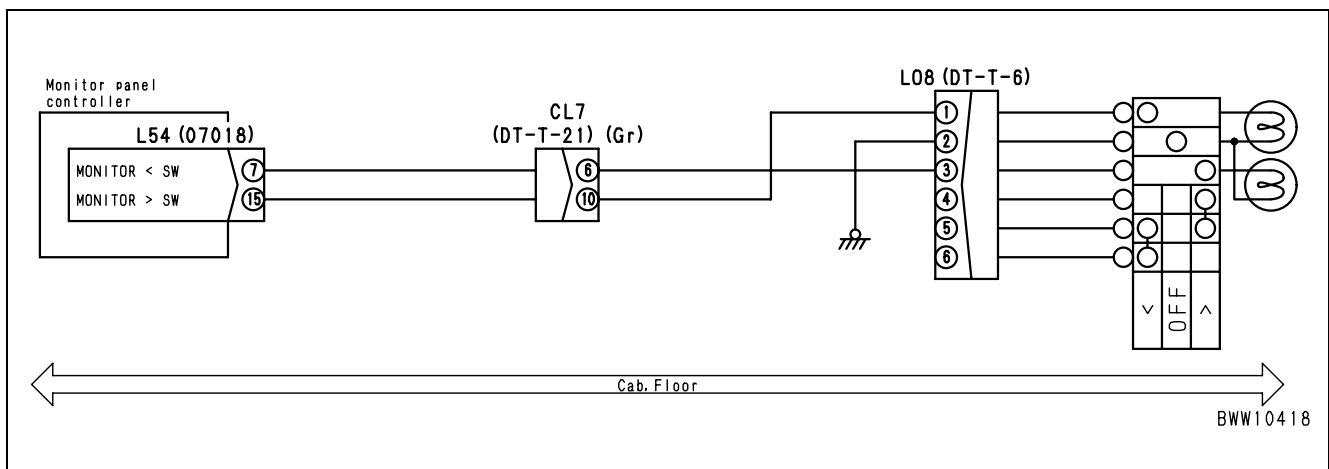 Monitor panel
controller
L54 (07018)
MONITOR < SW
MONITOR > SW
7
15
CL7
(DT-T-21) (Gr)
6
10
L08 (DT-T-6)
1
2
3
4
5
6
< OFF >
Cab. Floor
BWW10418